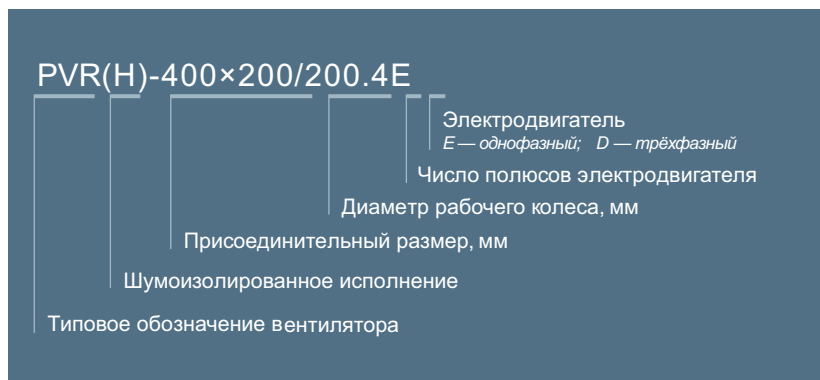 PVR(H)-400×200/200.4E
Электродвигатель
E — однофазный; D — трёхфазный
Число полюсов электродвигателя
Диаметр рабочего колеса, мм
Присоединительный размер, мм
Шумоизолированное исполнение
Типовое обозначение вентилятора